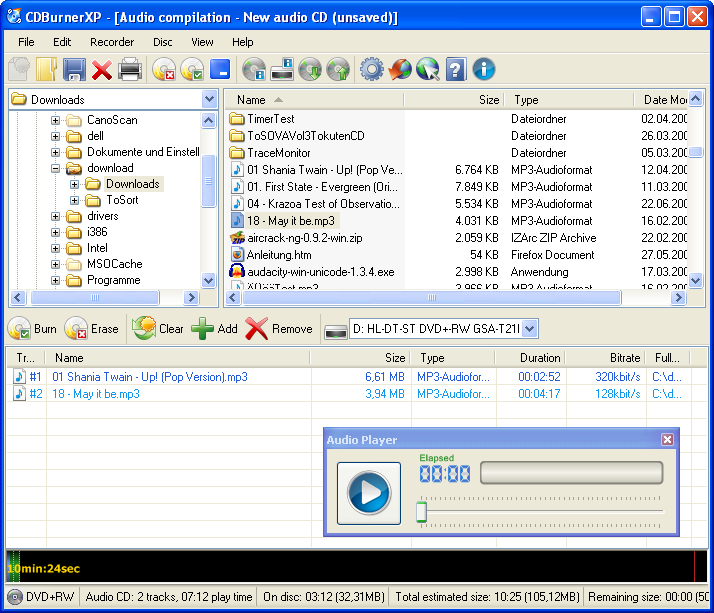 CDBurnerXP - [Audio compilation - New audio CD (unsaved)]
File Edit Recorder Disc View Help
Downloads
CanoScan
dell
Dokumente und Einstell
download
Downloads
ToSort
drivers
i386
Intel
MSOCache
Programme
Name Size Type Date Mo
TimerTest Dateiordner 02.04.200
ToSOVAVol3TokutenCD Dateiordner 26.03.200
TraceMonitor Dateiordner 05.03.200
01 Shania Twain - Up! (Pop Ve... 6.764 KB MP3-Audioformat 12.04.200
01. First State - Evergreen (Ori... 7.849 KB MP3-Audioformat 11.03.200
04 - Krazoa Test of Observatio... 5.534 KB MP3-Audioformat 22.06.200
18 - May it be.mp3 4.031 KB MP3-Audioformat 16.02.200
aircrack-ng-0.9.2-win.zip 2.059 KB IZArc ZIP Archive 22.02.200
Anleitung.htm 54 KB Firefox Document 27.05.200
audacity-win-unicode-1.3.4.exe 2.998 KB Anwendung 17.03.200
3.966 KB MP3-Audioformat 16.02.200
Burn Erase Clear Add Remove D: HL-DT-ST DVD+-RW GSA-T21
Tr... Name Size Type Duration Bitrate Full...
#1 01 Shania Twain - Up! (Pop Version).mp3 6,61 MB MP3-Audiofor... 00:02:52 320kbit/s C:\d...
#2 18 - May it be.mp3 3,94 MB MP3-Audiofor... 00:04:17 128kbit/s C:\d...
Audio Player
Elapsed
00:00
10min:24sec
DVD+RW Audio CD: 2 tracks, 07:12 play time On disc: 03:12 (32,31MB) Total estimated size: 10:25 (105,12MB) Remaining size: 00:00 (50